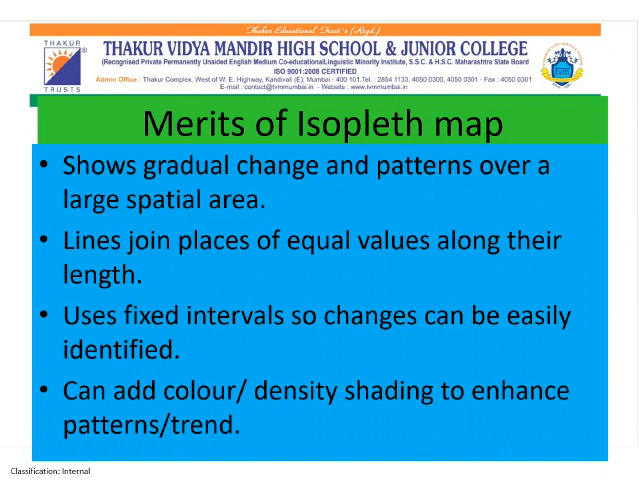 Thakur Educational Trust's (Regd.)
THAKUR
THAKUR VIDYA MANDIR HIGH SCHOOL & JUNIOR COLLEGE
(Recognised Private Permanently Unaided English Medium Co-educational/Linguistic Minority Institute, S.S.C. & H.S.C. Maharashtra State Board
ISO 9001:2008 CERTIFIED
Admin Office : Thakur Complex, West of W. E. Highway, Kandivali (E), Mumbai - 400 101.Tel. : 2854 1133, 4050 0300, 4050 0301 - Fax : 4050 0301
E-mail : contact@tvmmumbai.in - Website : www.tvmmumbai.in
TRUSTS
tvm
Merits of Isopleth map
• Shows gradual change and patterns over a
large spatial area.
• Lines join places of equal values along their
length.
• Uses fixed intervals so changes can be easily
identified.
• Can add colour/ density shading to enhance
patterns/trend.
Classification: Internal